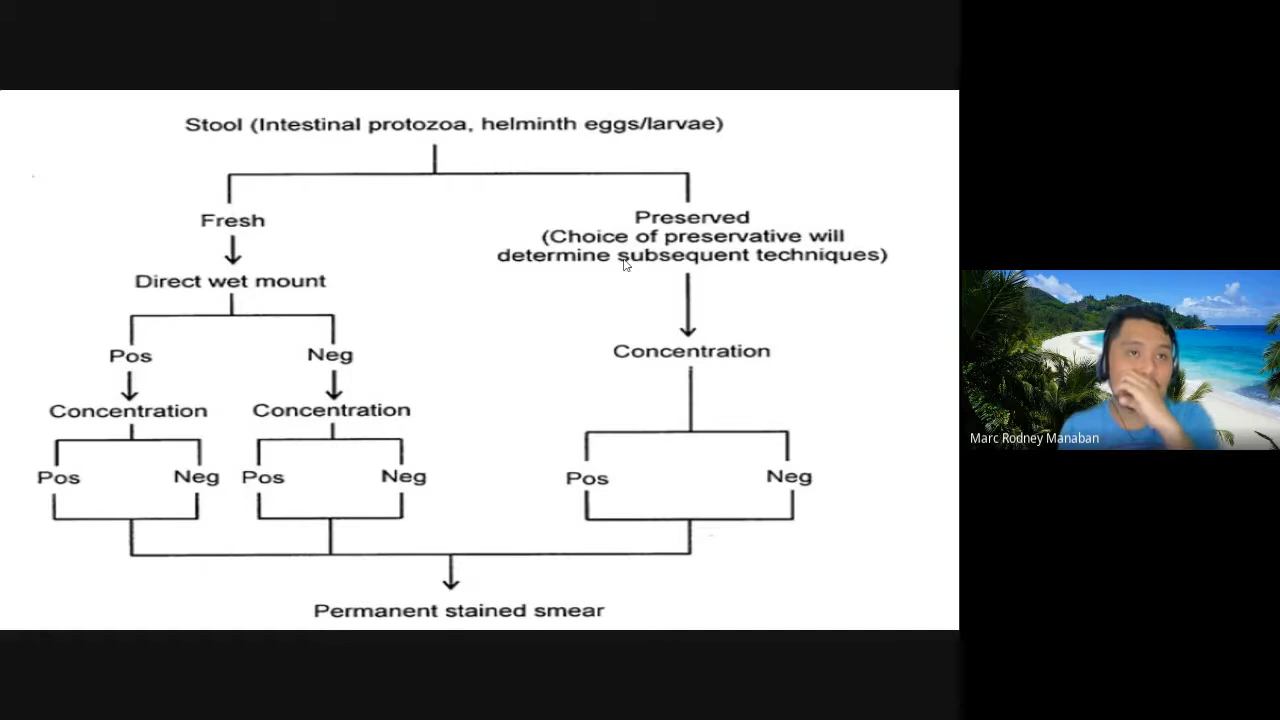 Stool (Intestinal protozoa, helminth eggs/larvae)
Fresh
Preserved
(Choice of preservative will
determine subsequent techniques)
Direct wet mount
Pos
Neg
Concentration
Concentration
Concentration
Pos
Neg
Pos
Neg
Pos
Neg
Permanent stained smear
Marc Rodney Manaban